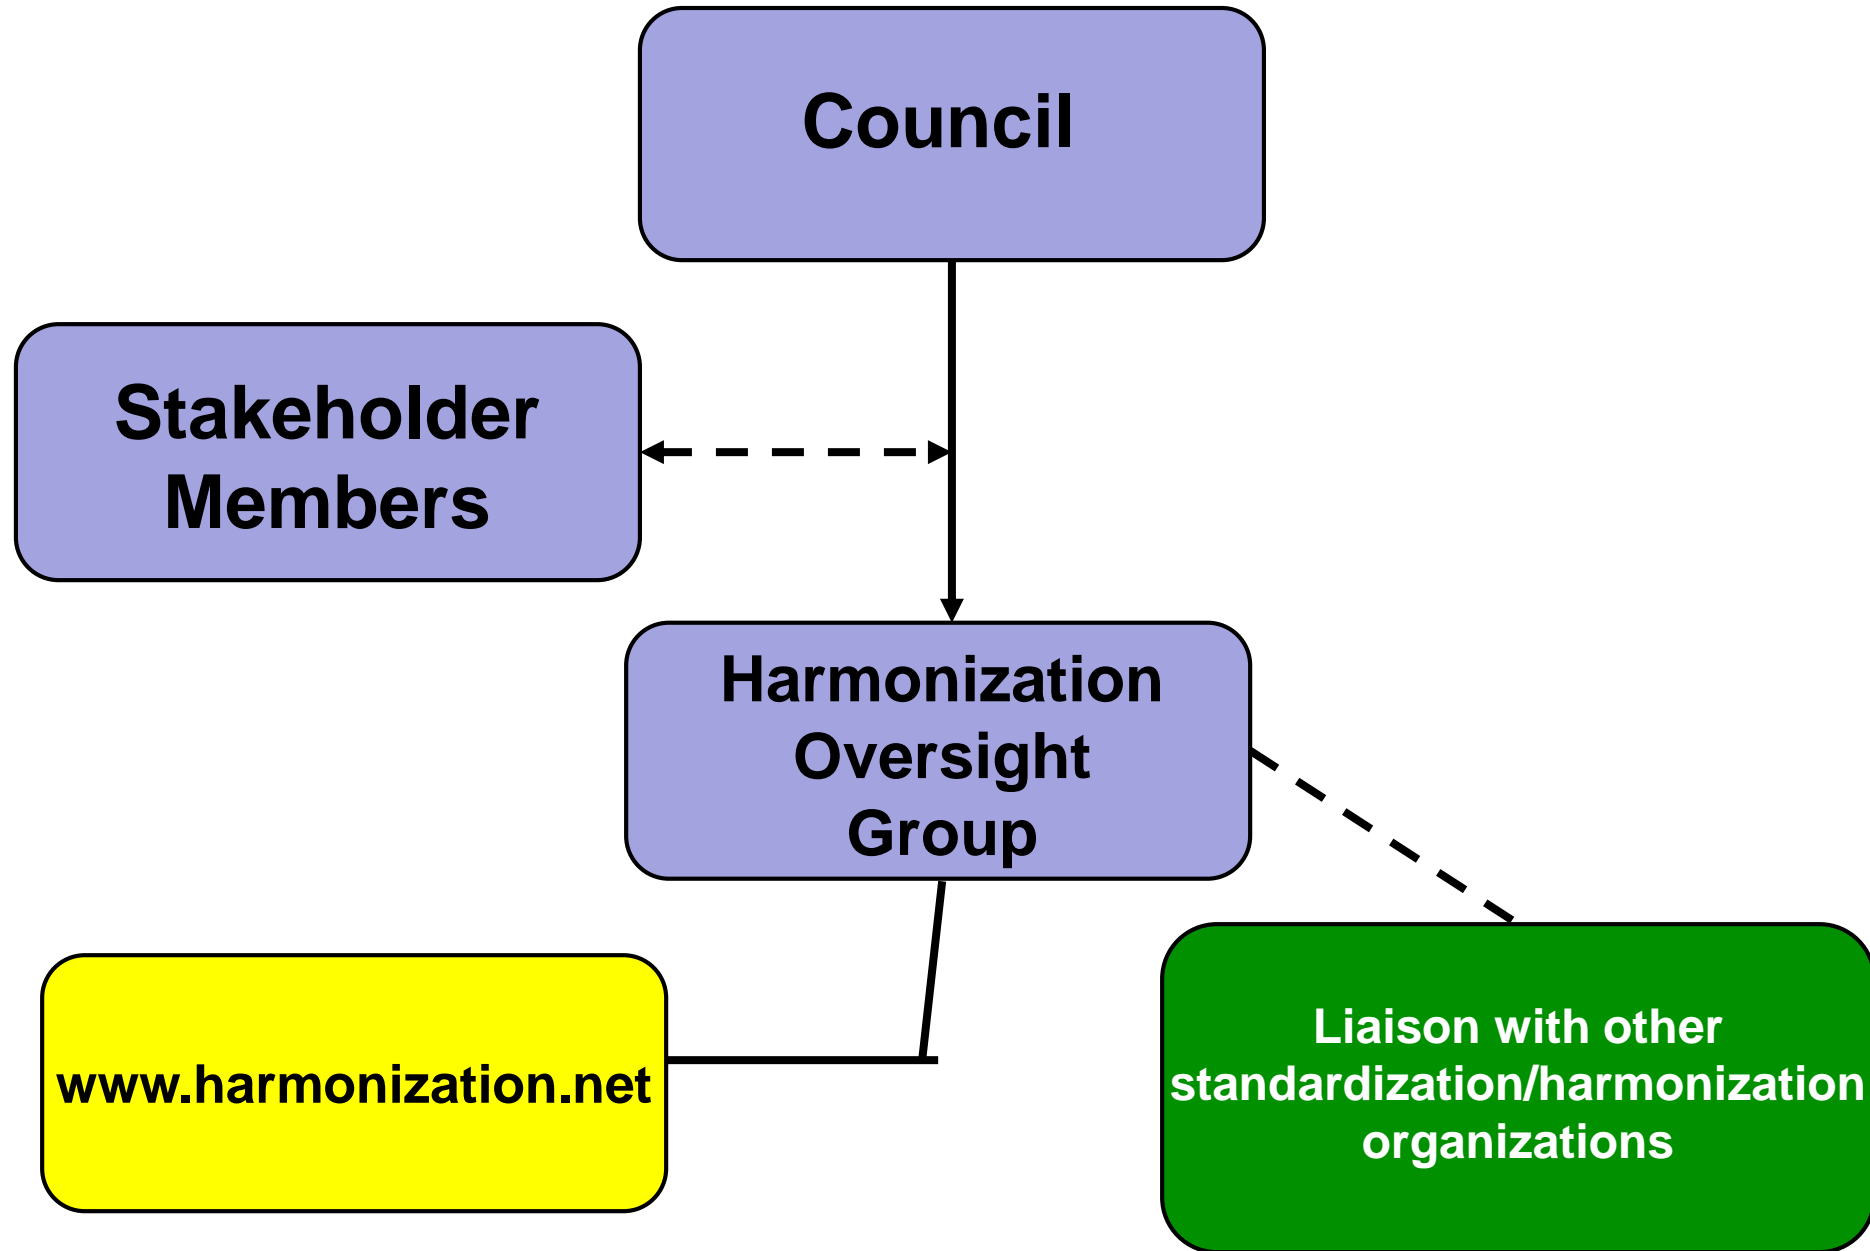 Council
Stakeholder
Members
Harmonization
Oversight
Group
www.harmonization.net
Liaison with other
standardization/harmonization
organizations